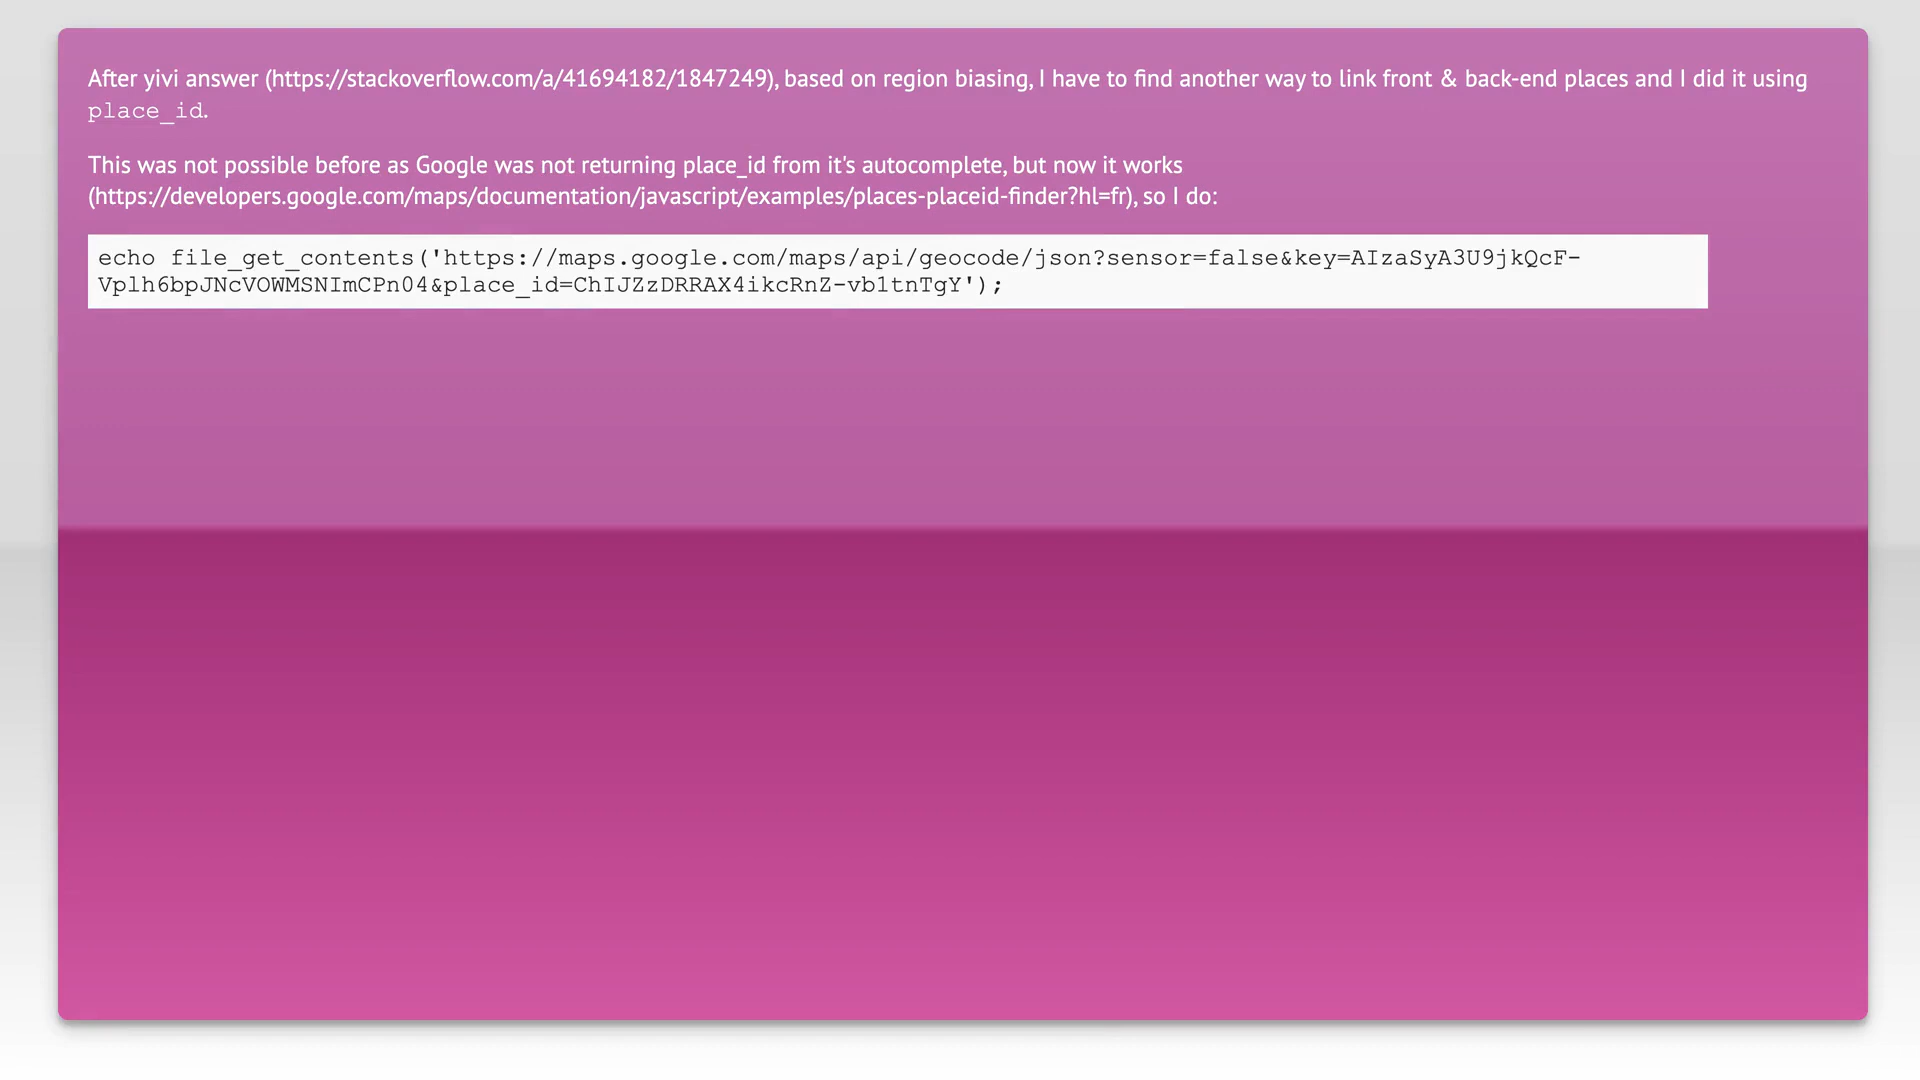 After yivi answer (https://stackoverflow.com/a/41694182/1847249), based on region biasing, I have to find another way to link front & back-end places and I did it using
place_id.
This was not possible before as Google was not returning place_id from it's autocomplete, but now it works
(https://developers.google.com/maps/documentation/javascript/examples/places-placeid-finder?hl=fr), so I do:
echo file_get_contents('https://maps.google.com/maps/api/geocode/json?sensor=false&key=AIzaSyA3U9jkQcF-
Vplh6bpJNcVOWMSNImCPn04&place_id=ChIJZzDRRAX4ikcRnZ-vb1tnTgY');